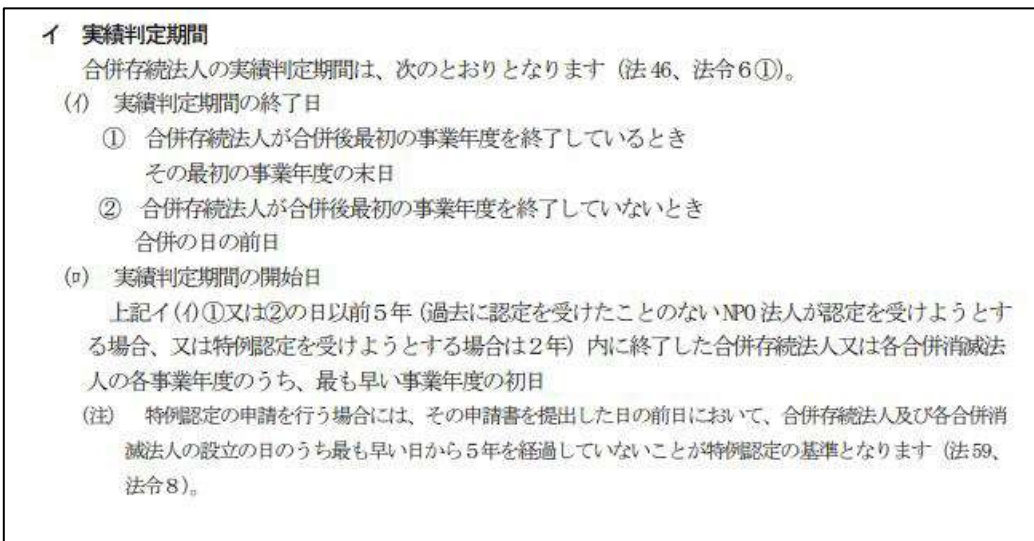 イ 実績判定期間
合併存続法人の実績判定期間は、次のとおりとなります(法46、法令6①)。
(イ) 実績判定期間の終了日
① 合併存続法人が合併後最初の事業年度を終了しているとき
その最初の事業年度の末日
② 合併存続法人が合併後最初の事業年度を終了していないとき
合併の日の前日
(ロ) 実績判定期間の開始日
上記イ(イ)①又は②の日以前5年(過去に認定を受けたことのないNPO法人が認定を受けようとす
る場合、又は特例認定を受けようとする場合は2年)内に終了した合併存続法人又は各合併消滅法
人の各事業年度のうち、最も早い事業年度の初日
(注) 特例認定の申請を行う場合には、その申請書を提出した日の前日において、合併存続法人及び各合併消
滅法人の設立の日のうち最も早い日から5年を経過していないことが特例認定の基準となります(法59、
法令8)。